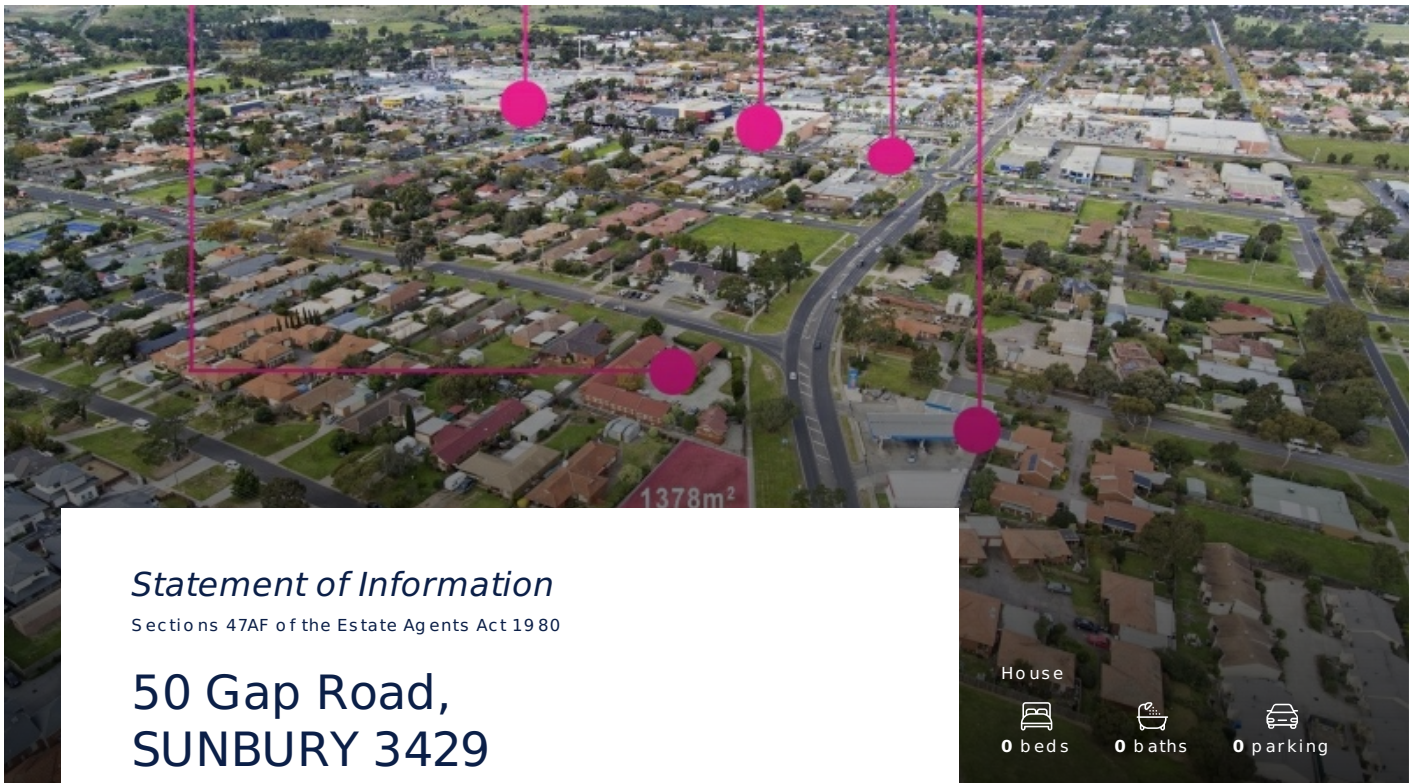 1378m²
Statement of Information
Sections 47AF of the Estate Agents Act 1980
50 Gap Road,
SUNBURY 3429
House
0 beds 0 baths 0 parking